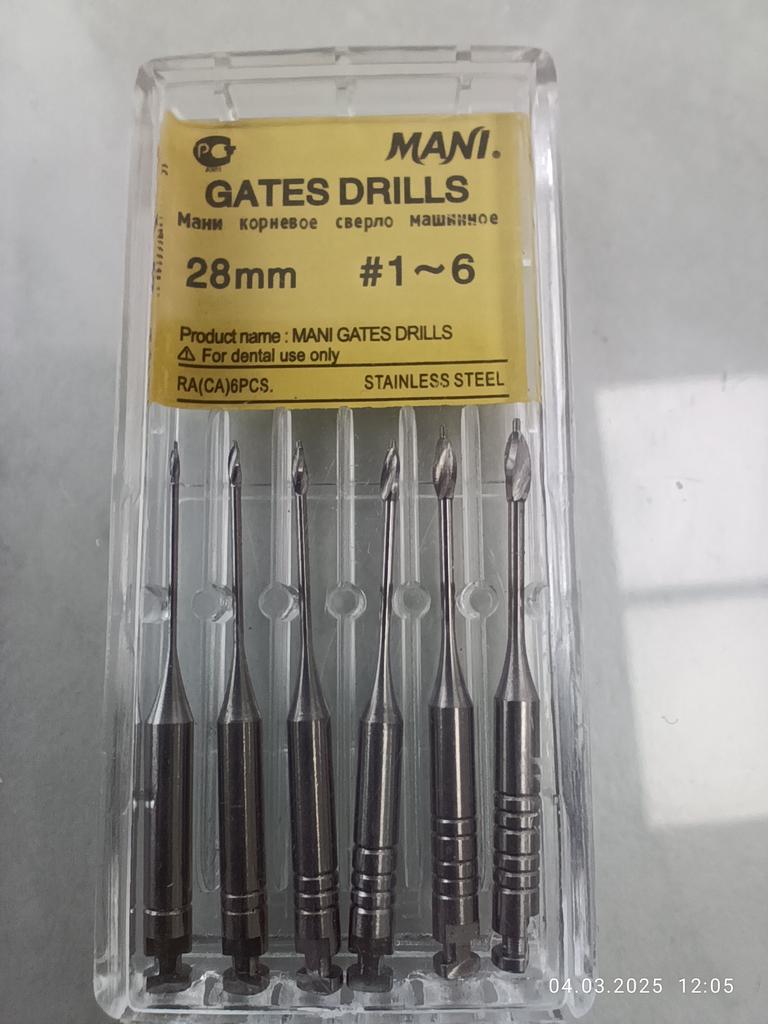 MANI.
GATES DRILLS
Мани корневое сверло машинное
28mm #1~6
Product name : MANI GATES DRILLS
⚠ For dental use only
RA(CA)6PCS. STAINLESS STEEL
04.03.2025 12:05